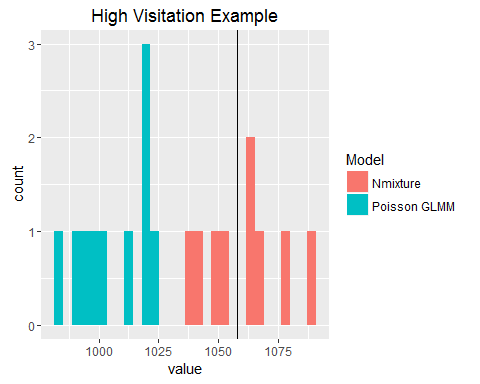 High Visitation Example
3
2
1
0
count
1000 1025 1050 1075
value
Model
Nmixture
Poisson GLMM